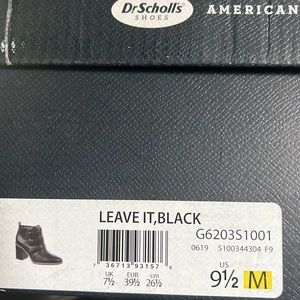 Dr Scholl's
SHOES
AMERICAN
LEAVE IT,BLACK
G6203S1001
0619 S100344304 F9
7 36713 93157 6
UK EUR cm
7½ 39½ 26½
US
9½ M